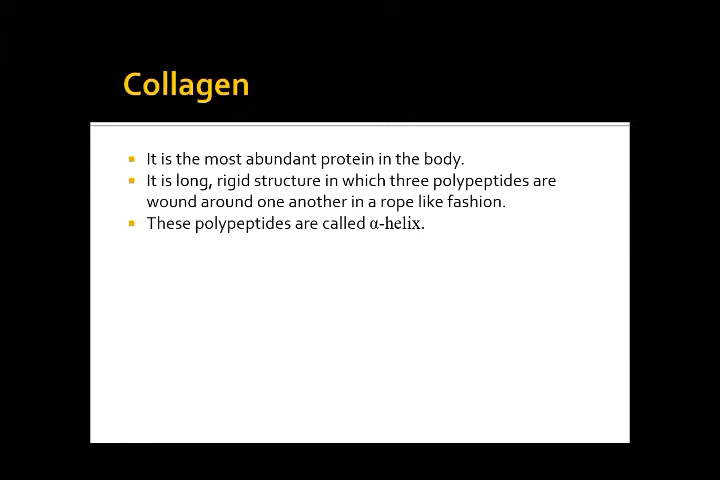 Collagen
▪ It is the most abundant protein in the body.
▪ It is long, rigid structure in which three polypeptides are
wound around one another in a rope like fashion.
▪ These polypeptides are called α-helix.